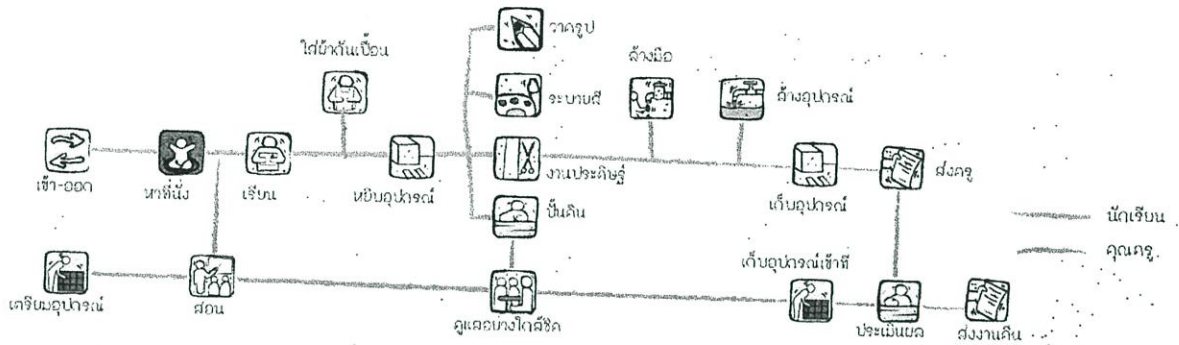 วาดรูป
ใส่ผ้ากันเปื้อน
ล้างมือ
ระบายสี
ล้างอุปกรณ์
เข้า-ออก
หาที่นั่ง
เรียน
หยิบอุปกรณ์
งานประดิษฐ์
เก็บอุปกรณ์
ส่งครู
ปั้นดิน
นักเรียน
คุณครู
เก็บอุปกรณ์เข้าที่
เตรียมอุปกรณ์
สอน
ดูแลอย่างใกล้ชิด
ประเมินผล
ส่งงานคืน